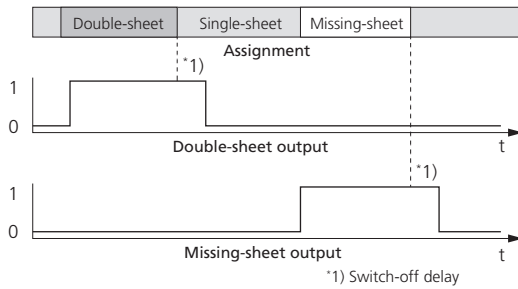 Double-sheet Single-sheet Missing-sheet
Assignment
*1)
1
0
Double-sheet output t
*1)
1
0
Missing-sheet output t
*1) Switch-off delay